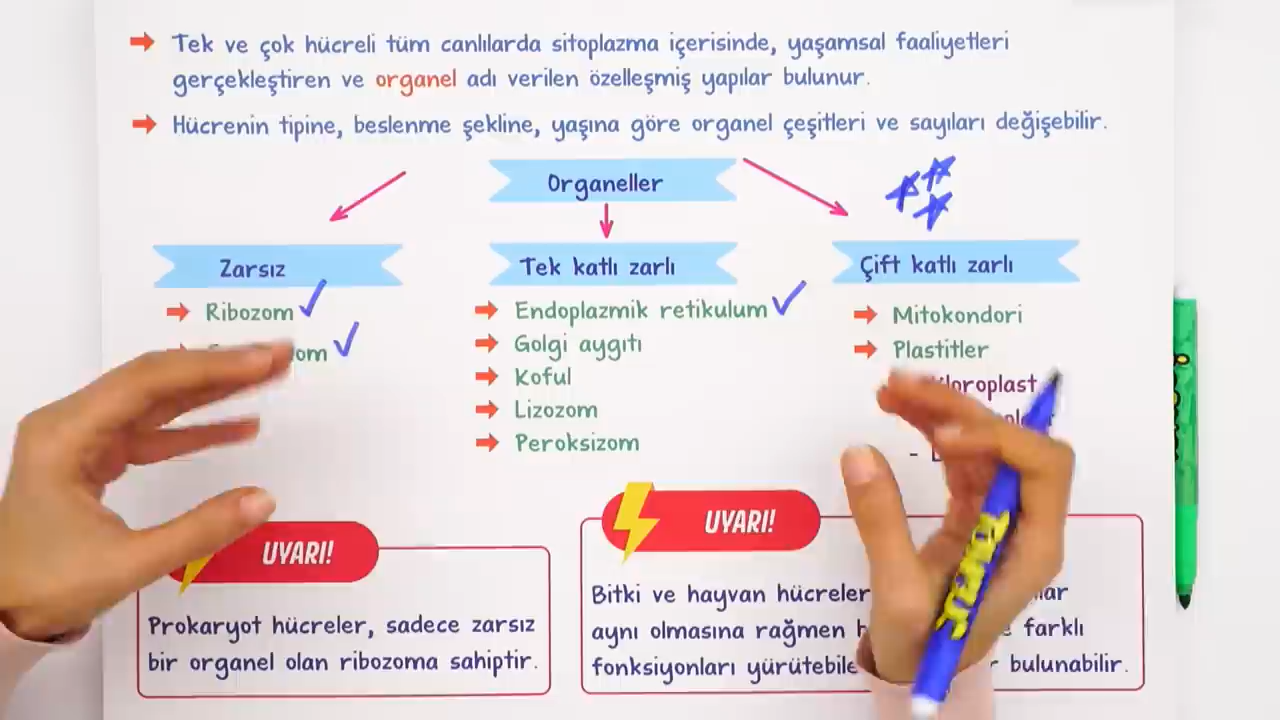 Tek ve çok hücreli tüm canlılarda sitoplazma içerisinde, yaşamsal faaliyetleri
gerçekleştiren ve organel adı verilen özelleşmiş yapılar bulunur.
Hücrenin tipine, beslenme şekline, yaşına göre organel çeşitleri ve sayıları değişebilir.
Organeller
Zarsız
Ribozom
Tek katlı zarlı
Endoplazmik retikulum
Golgi aygıtı
Koful
Lizozom
Peroksizom
Çift katlı zarlı
Mitokondori
Plastitler
UYARI!
Prokaryot hücreler, sadece zarsız
bir organel olan ribozoma sahiptir.
UYARI!
Bitki ve hayvan hücreler
aynı olmasına rağmen farklı
fonksiyonları bulunabilir.